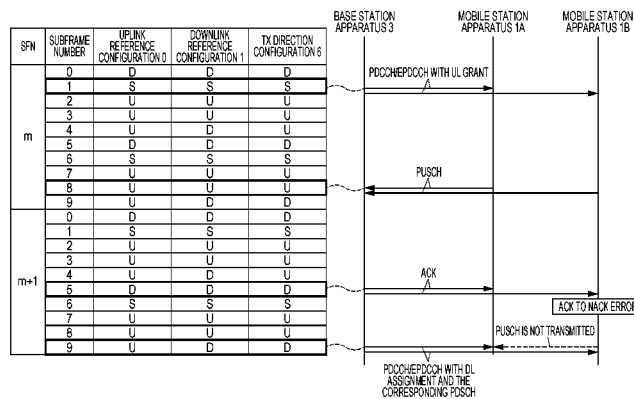 BASE STATION APPARATUS 3
MOBILE STATION APPARATUS 1A
MOBILE STATION APPARATUS 1B
SFN
SUBFRAME NUMBER
UPLINK REFERENCE CONFIGURATION 0
DOWNLINK REFERENCE CONFIGURATION 1
TX DIRECTION CONFIGURATION 6
m
0 D D D
1 S S S
2 U U U
3 U U U
4 U D U
5 D D D
6 S S S
7 U U U
8 U U U
9 U D D
m+1
0 D D D
1 S S S
2 U U U
3 U U U
4 U D U
5 D D D
6 S S S
7 U U U
8 U U U
9 U D D
PDCCH/EPDCCH WITH UL GRANT
PUSCH
ACK
ACK TO NACK ERROR
PUSCH IS NOT TRANSMITTED
PDCCH/EPDCCH WITH DL
ASSIGNMENT AND THE
CORRESPONDING PDSCH